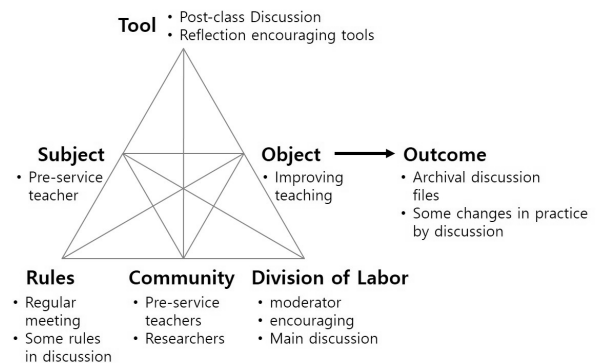 Tool
• Post-class Discussion
• Reflection encouraging tools
Subject
• Pre-service
teacher
Object
• Improving
teaching
Outcome
• Archival discussion
files
• Some changes in practice
by discussion
Rules
• Regular
meeting
• Some rules
in discussion
Community
• Pre-service
teachers
• Researchers
Division of Labor
• moderator
• encouraging
• Main discussion